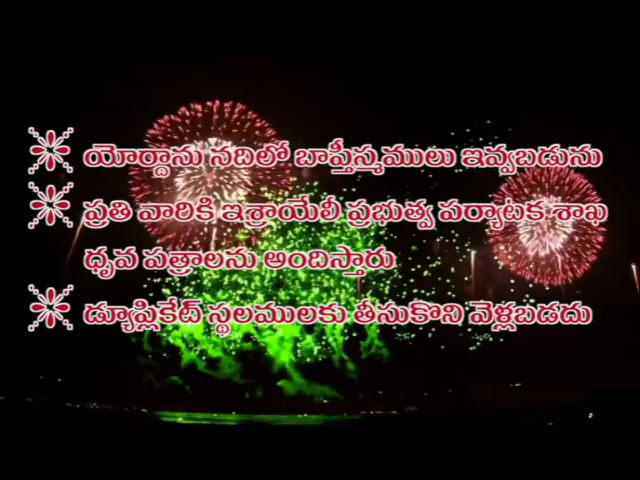 యోర్దాను నదిలో బాప్తీస్మములు ఇవ్వబడును
ప్రతి వారికి ఇశ్రాయేలీ ప్రభుత్వ పర్యాటక శాఖ
ధృవ పత్రాలను అందిస్తారు
డ్యూప్లికేట్ స్థలములకు తీసుకొని వెళ్లబడదు